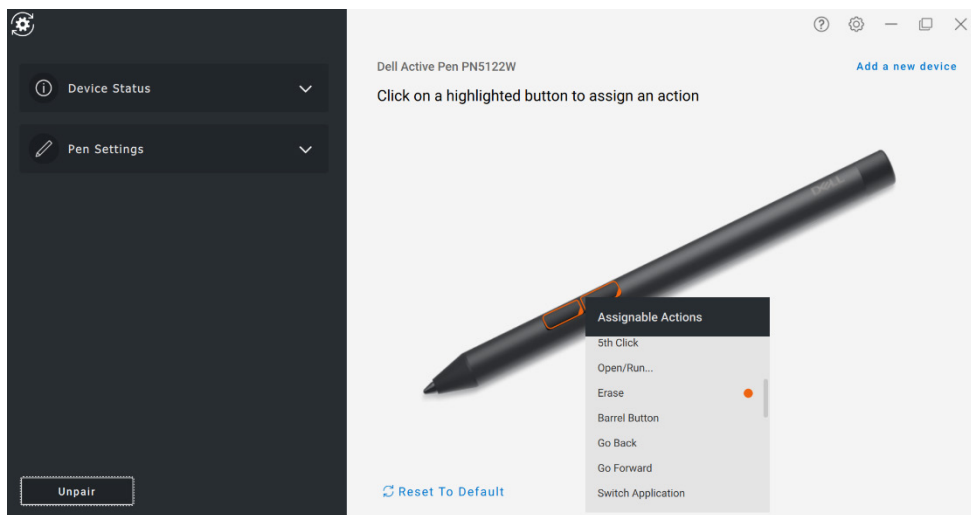 Device Status
Pen Settings
Unpair
Dell Active Pen PN5122W
Add a new device
Click on a highlighted button to assign an action
DELL
Assignable Actions
5th Click
Open/Run...
Erase
Barrel Button
Go Back
Go Forward
Switch Application
Reset To Default